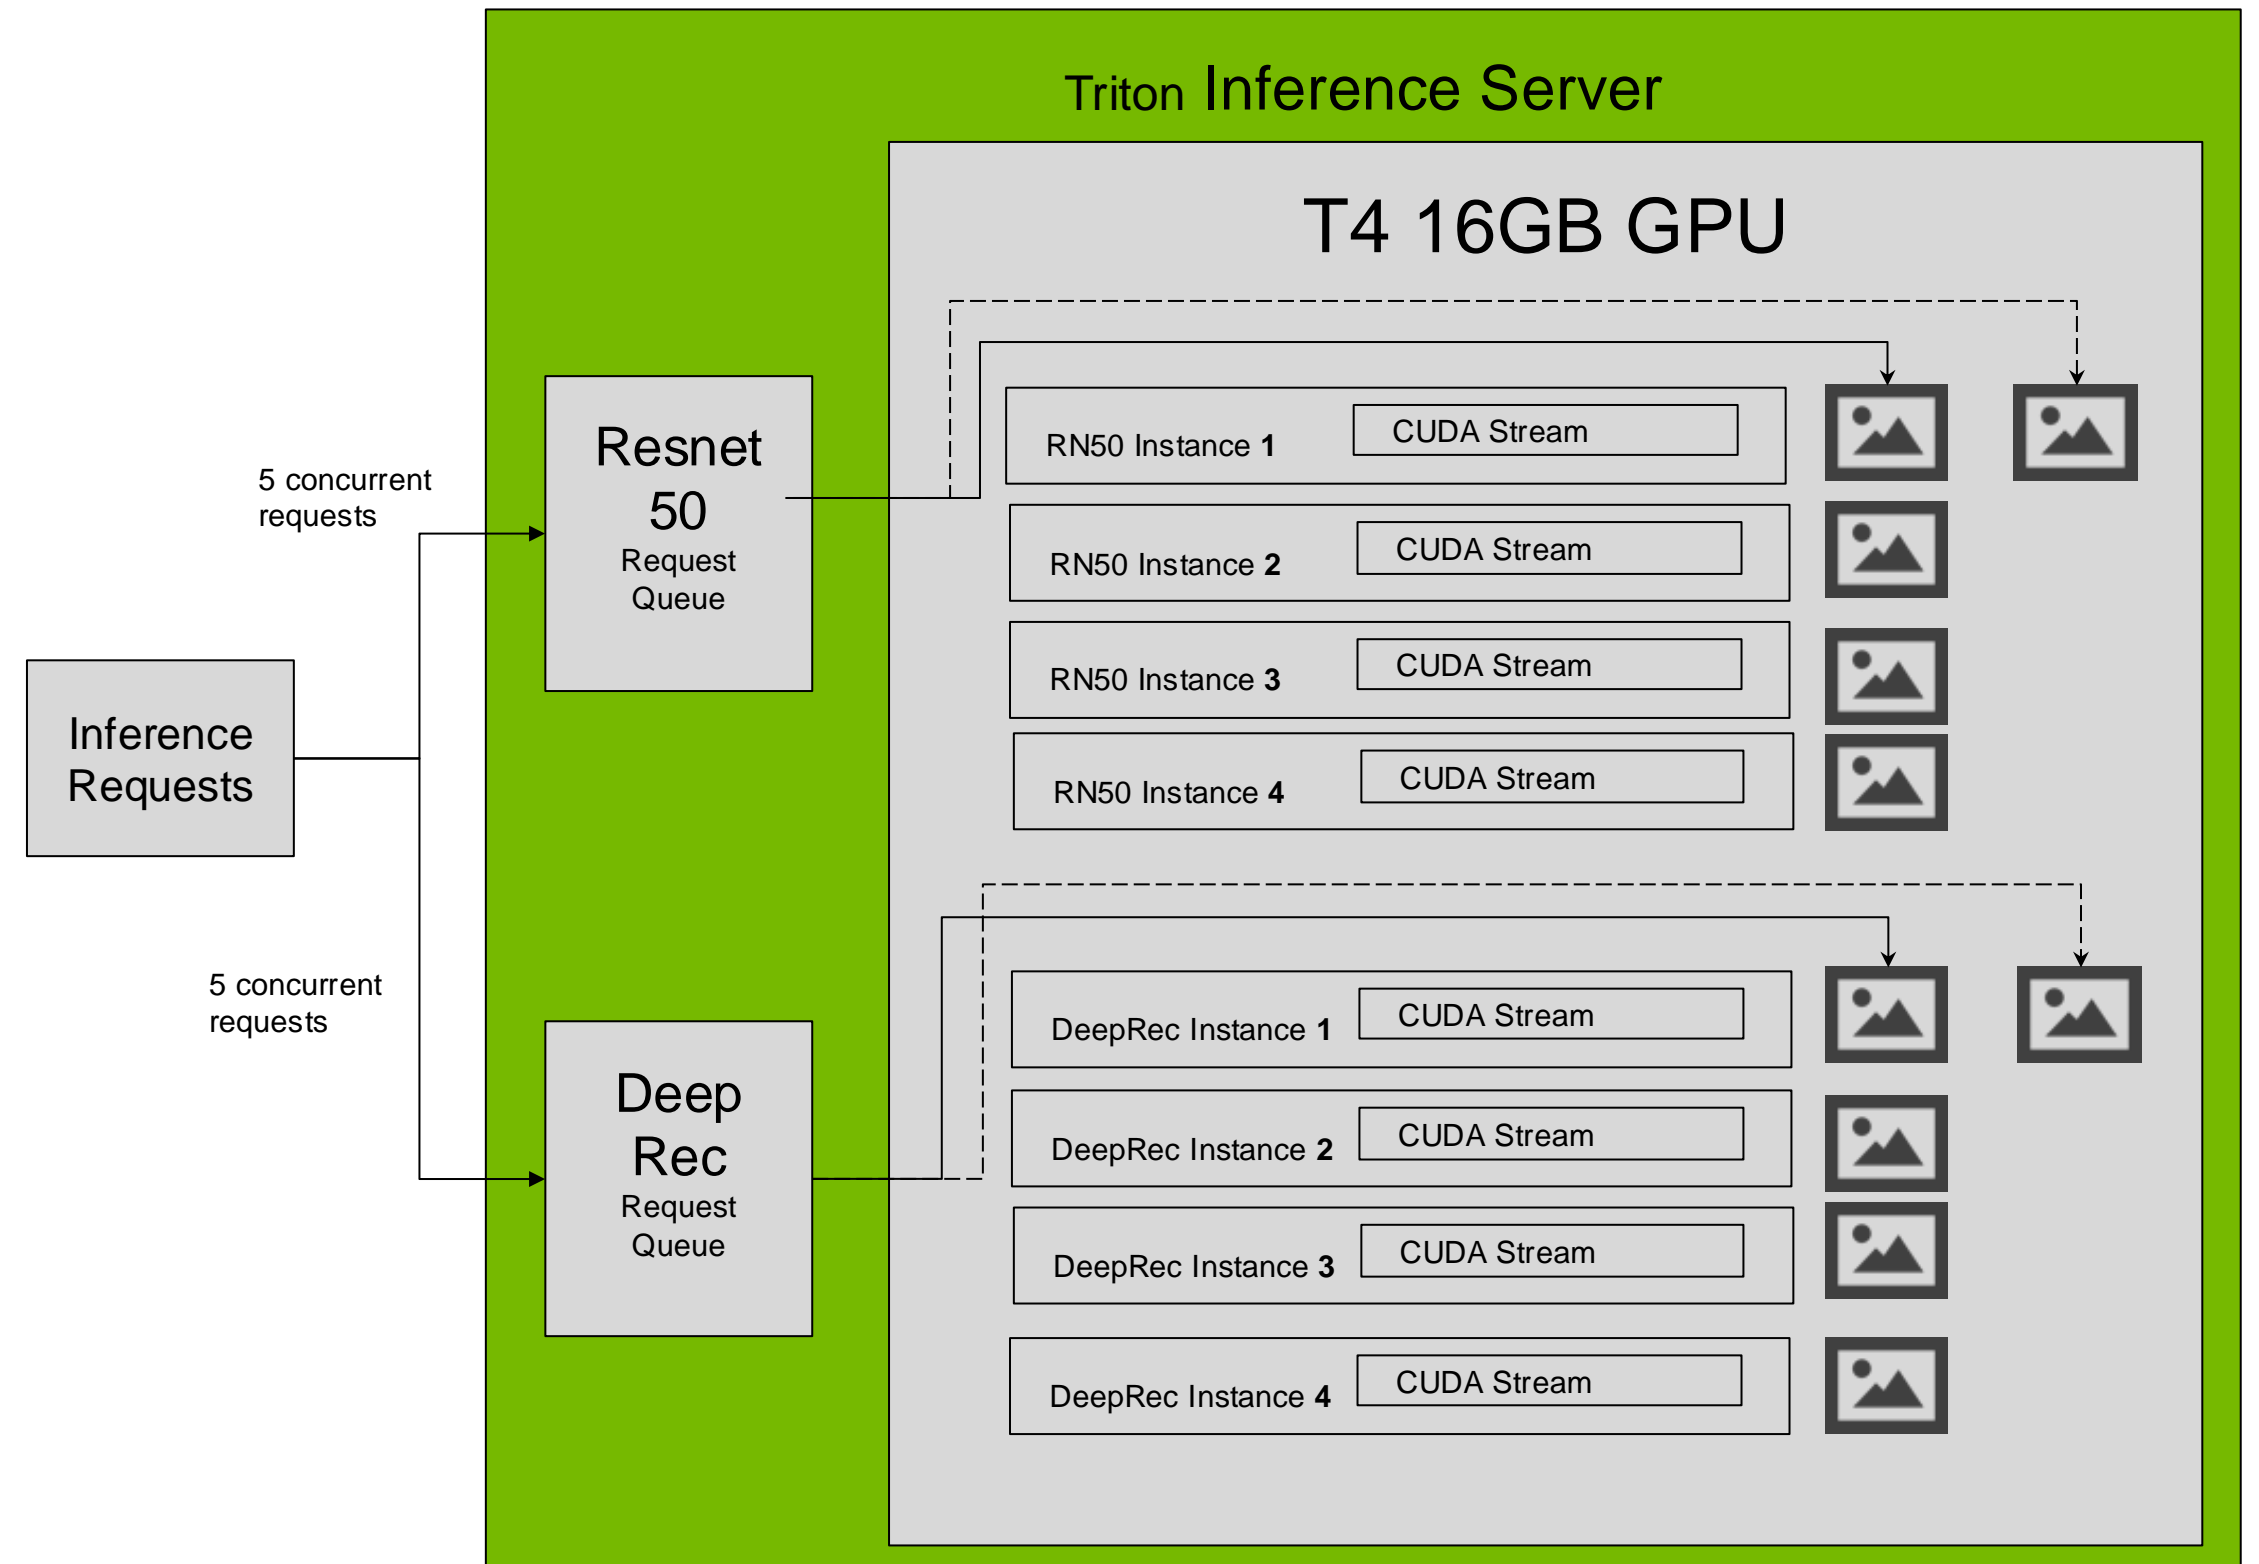 Triton Inference Server
T4 16GB GPU
5 concurrent
requests
Resnet
50
Request
Queue
RN50 Instance 1
CUDA Stream
RN50 Instance 2
CUDA Stream
RN50 Instance 3
CUDA Stream
RN50 Instance 4
CUDA Stream
Inference
Requests
5 concurrent
requests
Deep
Rec
Request
Queue
DeepRec Instance 1
CUDA Stream
DeepRec Instance 2
CUDA Stream
DeepRec Instance 3
CUDA Stream
DeepRec Instance 4
CUDA Stream